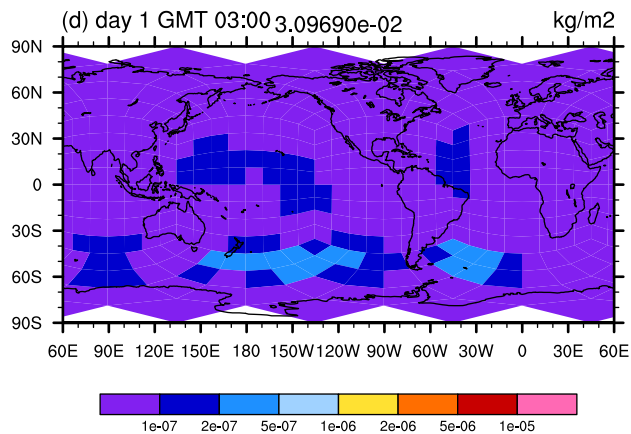 (d) day 1 GMT 03:00 3.09690e-02 kg/m2
90N
60N
30N
0
30S
60S
90S
60E 90E 120E 150E 180 150W 120W 90W 60W 30W 0 30E 60E
1e-07 2e-07 5e-07 1e-06 2e-06 5e-06 1e-05